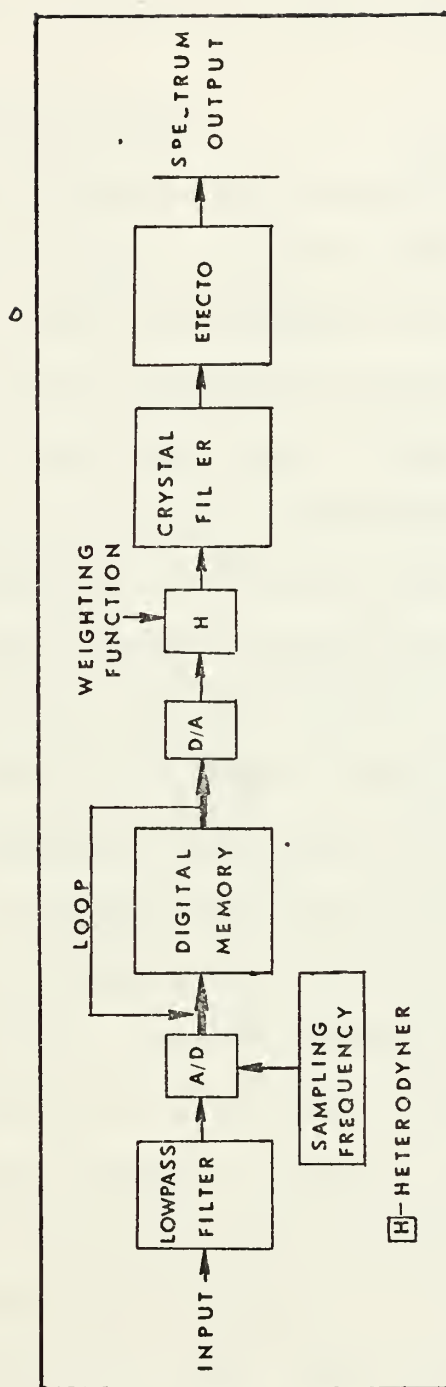 INPUT
LOWPASS
FILTER
A/D
SAMPLING
FREQUENCY
LOOP
DIGITAL
MEMORY
D/A
WEIGHTING
FUNCTION
H
CRYSTAL
FIL ER
ETECTO
SPE_TRUM
OUTPUT
H-HETERODYNER